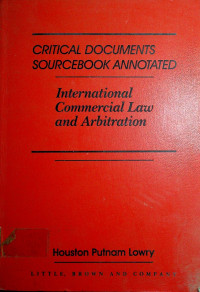 CRITICAL DOCUMENTS
SOURCEBOOK ANNOTATED
International
Commercial Law
and Arbitration
Houston Putnam Lowry
LITTLE, BROWN AND COMPANY